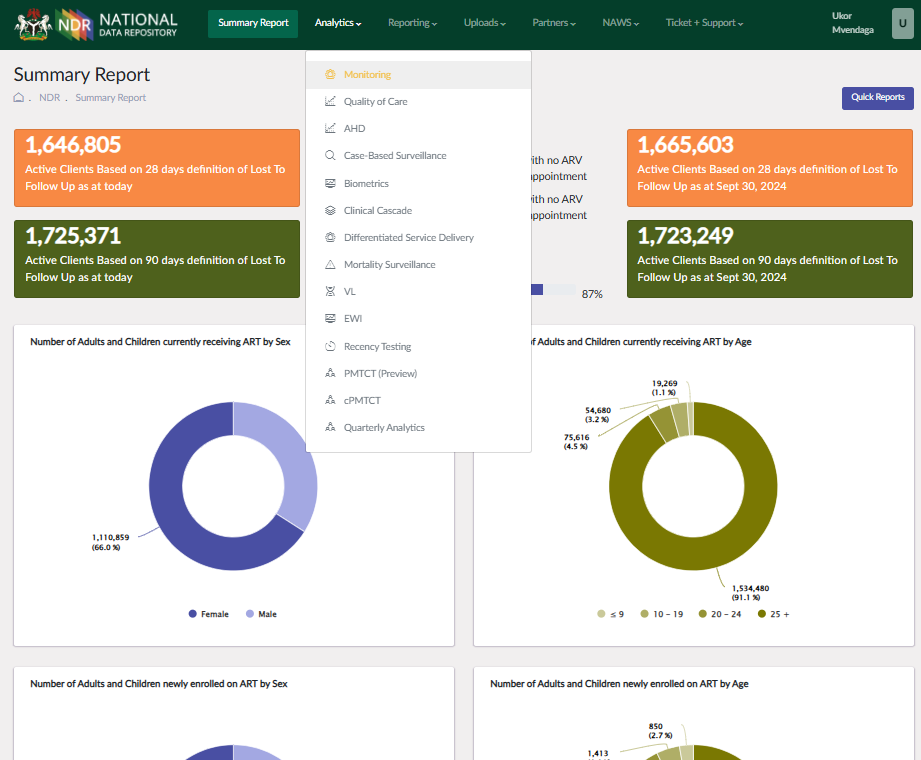 NDR NATIONAL
DATA REPOSITORY
Summary Report
Analytics
Reporting
Uploads
Partners
NAWS
Ticket + Support
Ukor
Mvendaga
U
Summary Report
. NDR . Summary Report
Quick Reports
Monitoring
Quality of Care
AHD
Case-Based Surveillance
Biometrics
Clinical Cascade
Differentiated Service Delivery
Mortality Surveillance
VL
EWI
Recency Testing
PMTCT (Preview)
cPMTCT
Quarterly Analytics
1,646,805
Active Clients Based on 28 days definition of Lost To
Follow Up as at today
1,725,371
Active Clients Based on 90 days definition of Lost To
Follow Up as at today
with no ARV
appointment
with no ARV
appointment
87%
1,665,603
Active Clients Based on 28 days definition of Lost To
Follow Up as at Sept 30, 2024
1,723,249
Active Clients Based on 90 days definition of Lost To
Follow Up as at Sept 30, 2024
Number of Adults and Children currently receiving ART by Sex
1,110,859
(66.0 %)
Female Male
of Adults and Children currently receiving ART by Age
19,269
(1.1 %)
54,680
(3.2 %)
75,616
(4.5 %)
1,534,480
(91.1 %)
≤ 9 10 - 19 20 - 24 25 +
Number of Adults and Children newly enrolled on ART by Sex
Number of Adults and Children newly enrolled on ART by Age
850
(2.7 %)
1,413